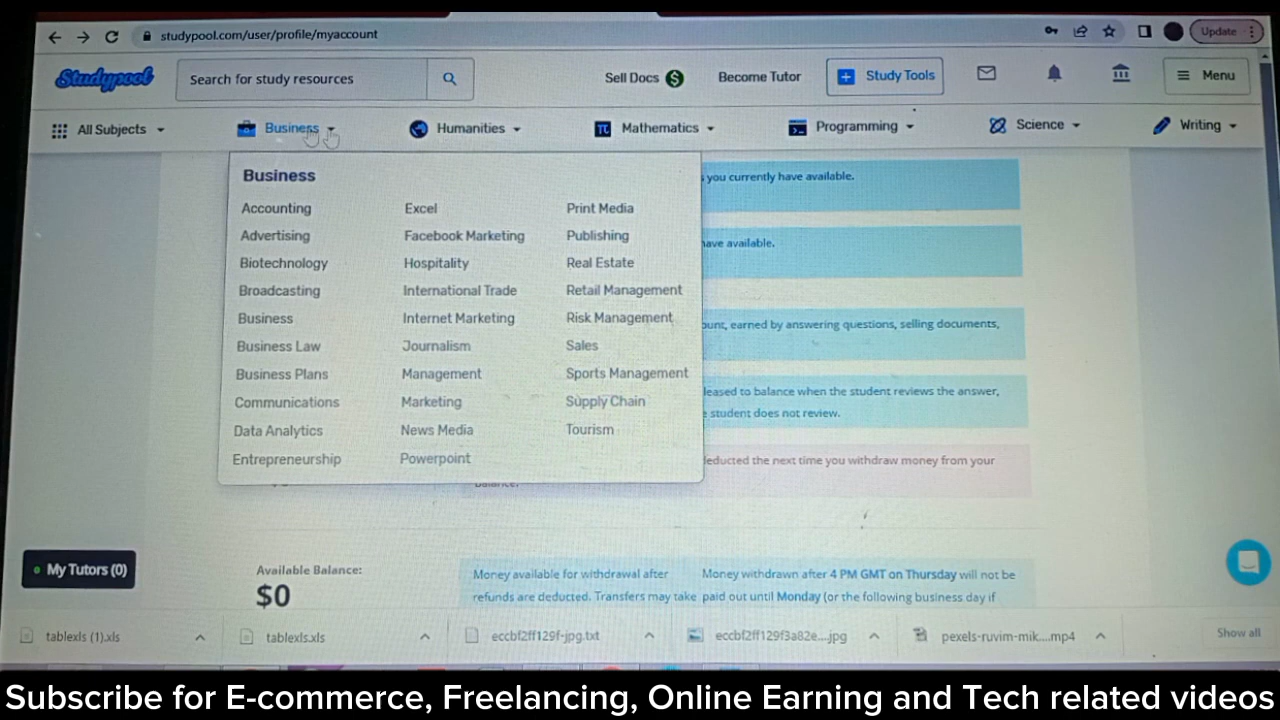 studypool.com/user/profile/myaccount
Update
Studypool
Search for study resources
Sell Docs
Become Tutor
Study Tools
Menu
All Subjects
Business
Humanities
Mathematics
Programming
Science
Writing
Business
Accounting
Advertising
Biotechnology
Broadcasting
Business
Business Law
Business Plans
Communications
Data Analytics
Entrepreneurship
Excel
Facebook Marketing
Hospitality
International Trade
Internet Marketing
Journalism
Management
Marketing
News Media
Powerpoint
Print Media
Publishing
Real Estate
Retail Management
Risk Management
Sales
Sports Management
Supply Chain
Tourism
you currently have available.
have available.
ount, earned by answering questions, selling documents,
leased to balance when the student reviews the answer,
e student does not review.
deducted the next time you withdraw money from your
balance.
My Tutors (0)
Available Balance:
$0
Money available for withdrawal after
refunds are deducted. Transfers may take
Money withdrawn after 4 PM GMT on Thursday will not be
paid out until Monday (or the following business day if
tablexls (1).xls
tablexls.xls
eccbf2ff129f-jpg.txt
eccbf2ff129f3a82e....jpg
pexels-ruvim-mik....mp4
Show all
Subscribe for E-commerce, Freelancing, Online Earning and Tech related videos